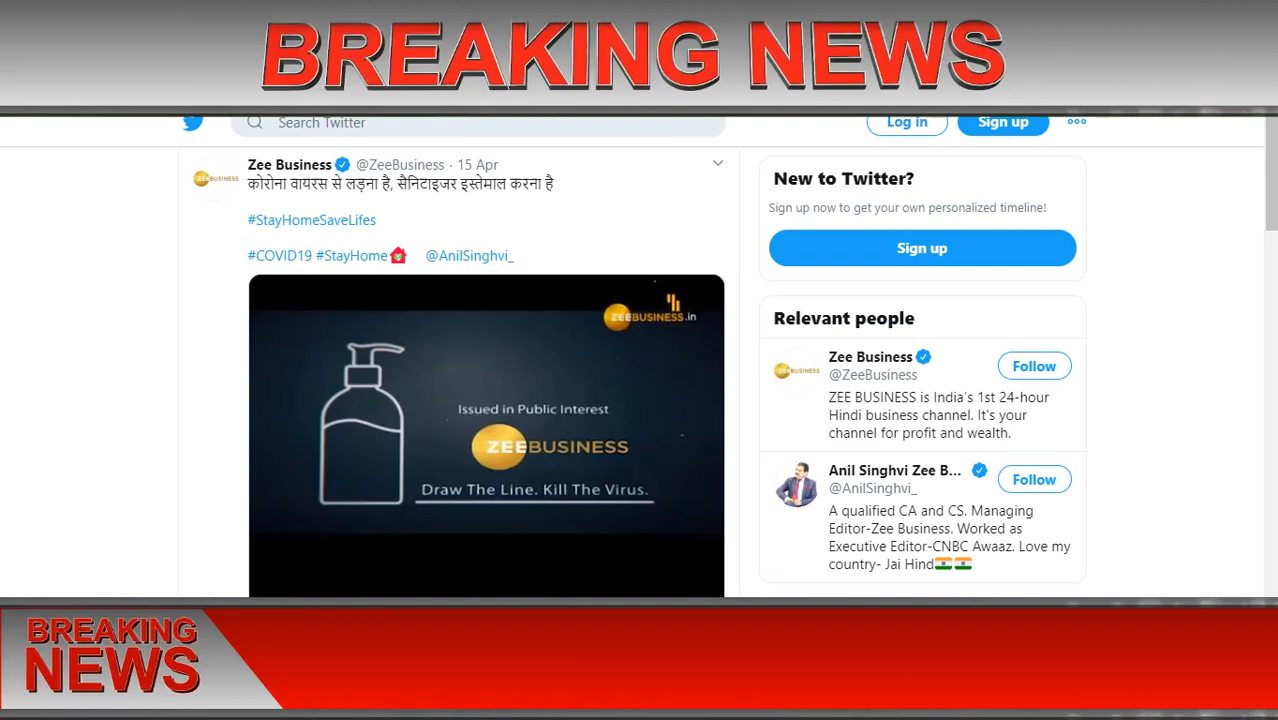 BREAKING NEWS
Search Twitter
Log in
Sign up
Zee Business @ZeeBusiness · 15 Apr
कोरोना वायरस से लड़ना है, सैनिटाइजर इस्तेमाल करना है
#StayHomeSaveLifes
#COVID19 #StayHome @AnilSinghvi_
ZEEBUSINESS
ZEEBUSINESS.in
Issued in Public Interest
ZEEBUSINESS
Draw The Line. Kill The Virus.
New to Twitter?
Sign up now to get your own personalized timeline!
Sign up
Relevant people
ZEEBUSINESS
Zee Business
@ZeeBusiness
Follow
ZEE BUSINESS is India's 1st 24-hour
Hindi business channel. It's your
channel for profit and wealth.
Anil Singhvi Zee B...
@AnilSinghvi_
Follow
A qualified CA and CS. Managing
Editor-Zee Business. Worked as
Executive Editor-CNBC Awaaz. Love my
country- Jai Hind
BREAKING
NEWS